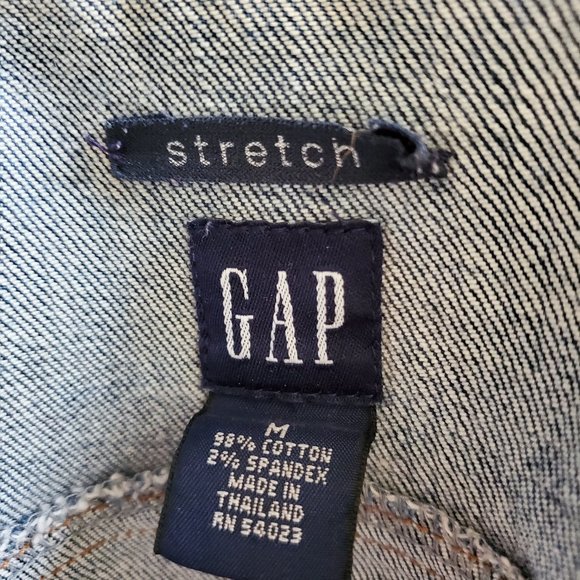 stretch
GAP
M
98% COTTON
2% SPANDEX
MADE IN
THAILAND
RN 54023